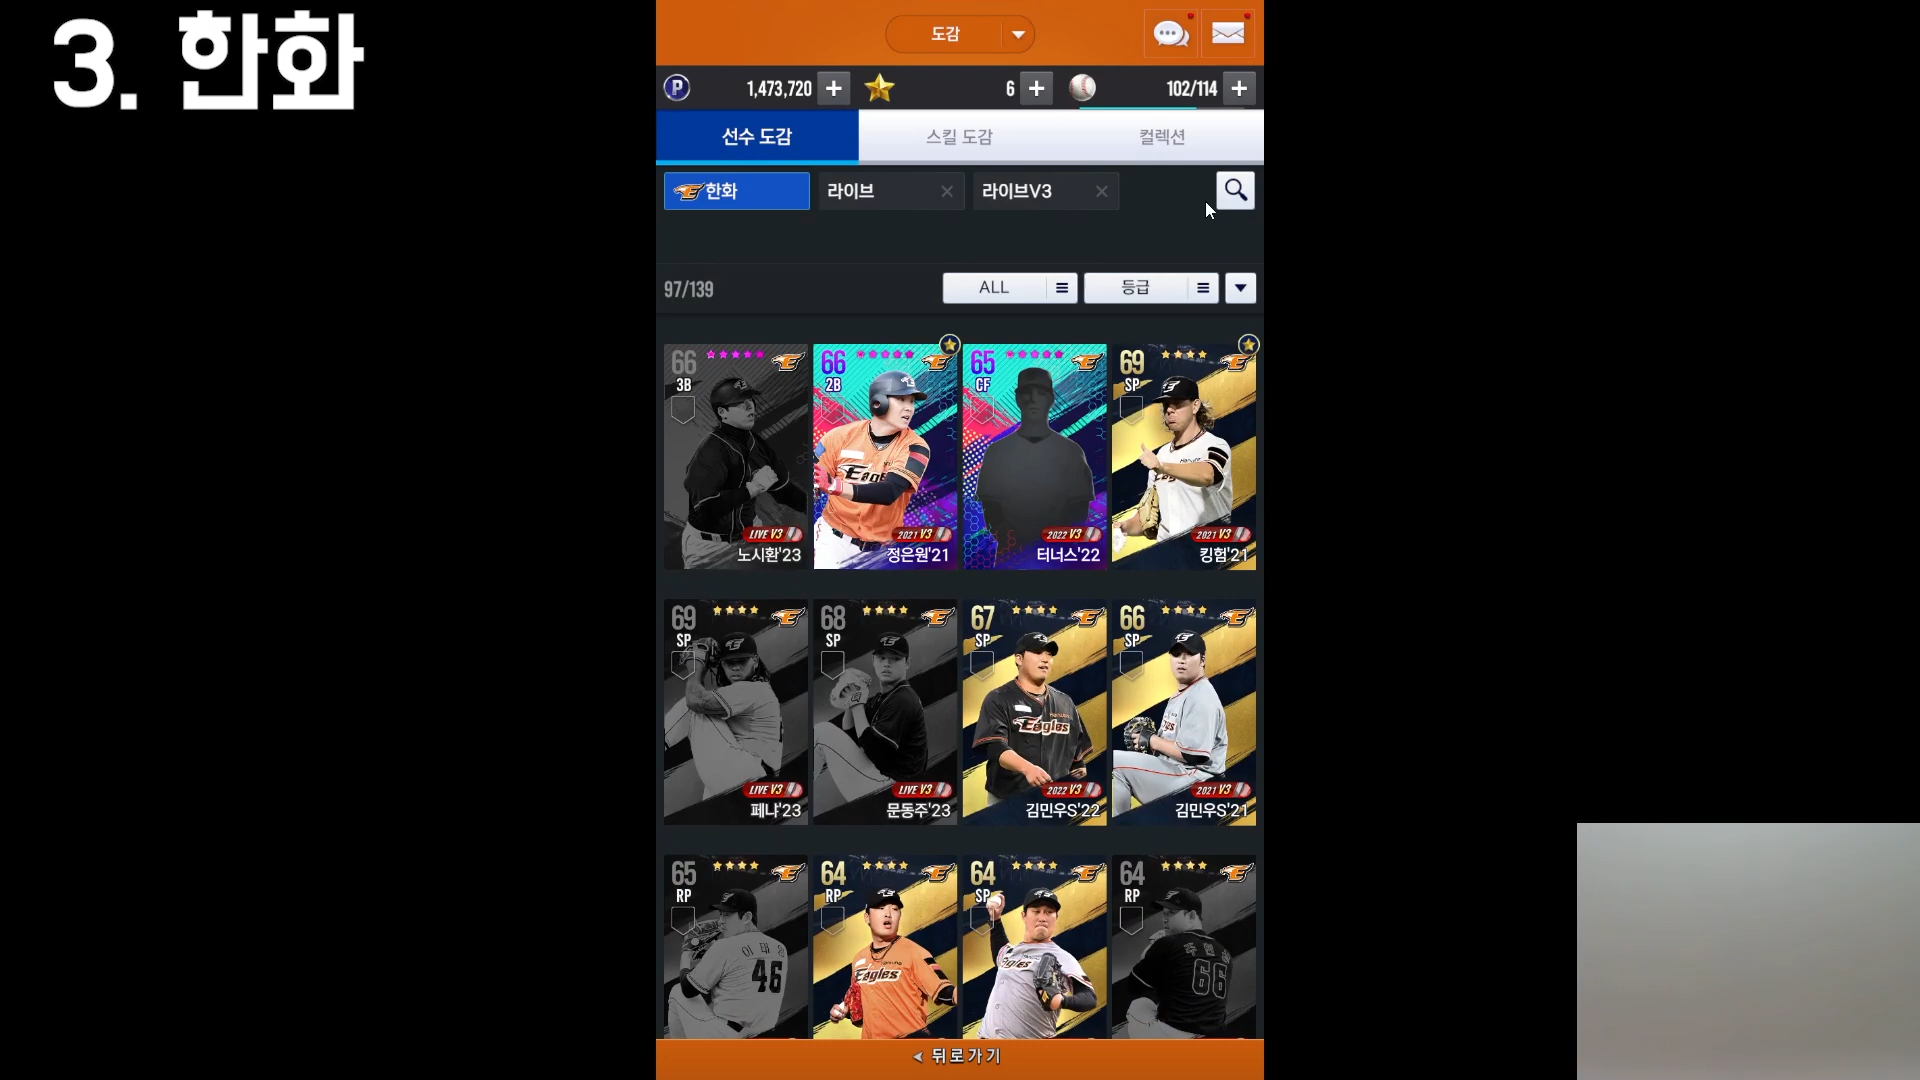 3. 한화
도감
1,473,720
6
102/114
선수 도감
스킬 도감
컬렉션
한화
라이브
라이브V3
97/139
ALL
등급
66
3B
LIVE V3
노시환'23
66
2B
2021 V3
정은원'21
65
CF
2022 V3
터너스'22
69
SP
2021 V3
킹험'21
69
SP
LIVE V3
페냐'23
68
SP
LIVE V3
문동주'23
67
SP
Eagles
2022 V3
김민우S'22
66
SP
2021 V3
김민우S'21
65
RP
46
64
RP
Eagles
64
SP
64
RP
66
뒤로가기